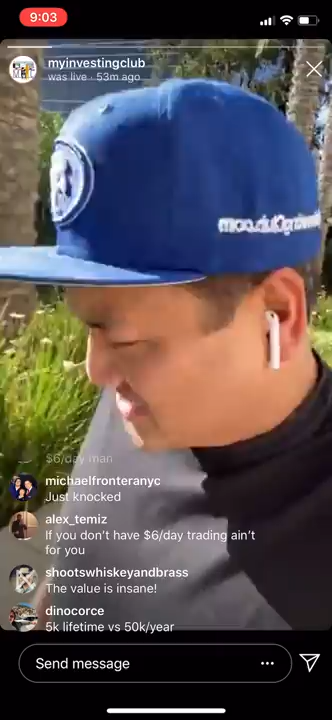 9:03
myinvestingclub
was live · 53m ago
$6/day man
michaelfronteranyc
Just knocked
alex_temiz
If you don't have $6/day trading ain't
for you
shootswhiskeyandbrass
The value is insane!
dinocorce
5k lifetime vs 50k/year
Send message